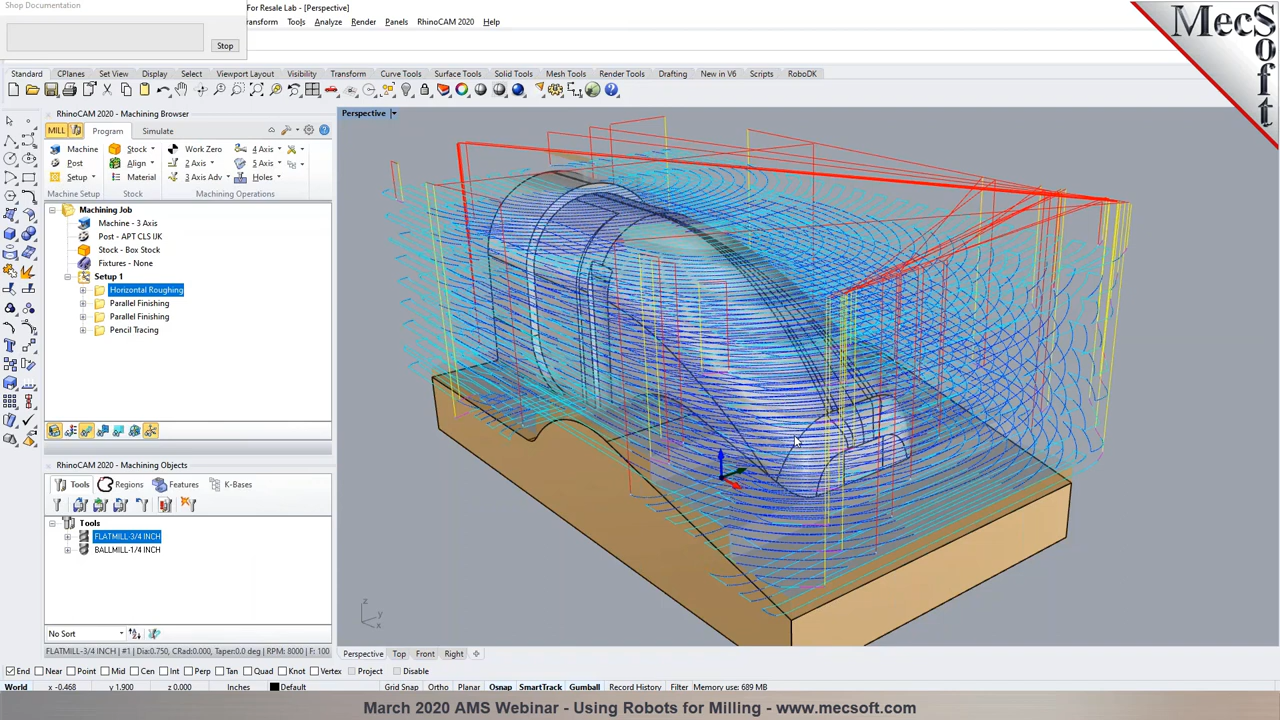 Shop Documentation
Stop
For Resale Lab - [Perspective]
Tools Analyze Render Panels RhinoCAM 2020 Help
Standard CPlanes Set View Display Select Viewport Layout Visibility Transform Curve Tools Surface Tools Solid Tools Mesh Tools Render Tools Drafting New in V6 Scripts RoboDK
MecSoft
RhinoCAM 2020 - Machining Browser
MILL Program Simulate
Machine Stock Work Zero 4 Axis
Post Align 2 Axis 5 Axis
Setup Material 3 Axis Adv Holes
Machine Setup Stock Machining Operations
Machining Job
Machine - 3 Axis
Post - APT CLS IJK
Stock - Box Stock
Fixtures - None
Setup 1
Horizontal Roughing
Parallel Finishing
Parallel Finishing
Pencil Tracing
RhinoCAM 2020 - Machining Objects
Tools Regions Features K-Bases
Tools
FLATMILL-3/4 INCH
BALLMILL-1/4 INCH
No Sort
FLATMILL-3/4 INCH | #1 | Dia:0.750, CRad:0.000, Taper:0.0 deg | RPM: 8000 | F: 100
Perspective
z
y
x
Perspective Top Front Right
End Near Point Mid Cen Int Perp Tan Quad Knot Vertex Project Disable
World x -0.468 y 1.900 z 0.000 Inches Default Grid Snap Ortho Planar Osnap SmartTrack Gumball Record History Filter Memory use: 689 MB
March 2020 AMS Webinar - Using Robots for Milling - www.mecsoft.com